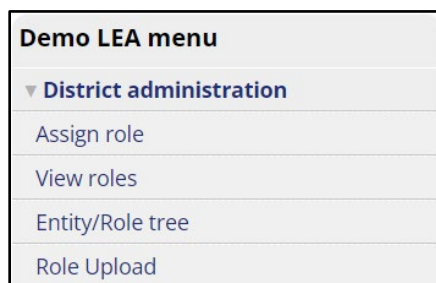 Demo LEA menu
District administration
Assign role
View roles
Entity/Role tree
Role Upload